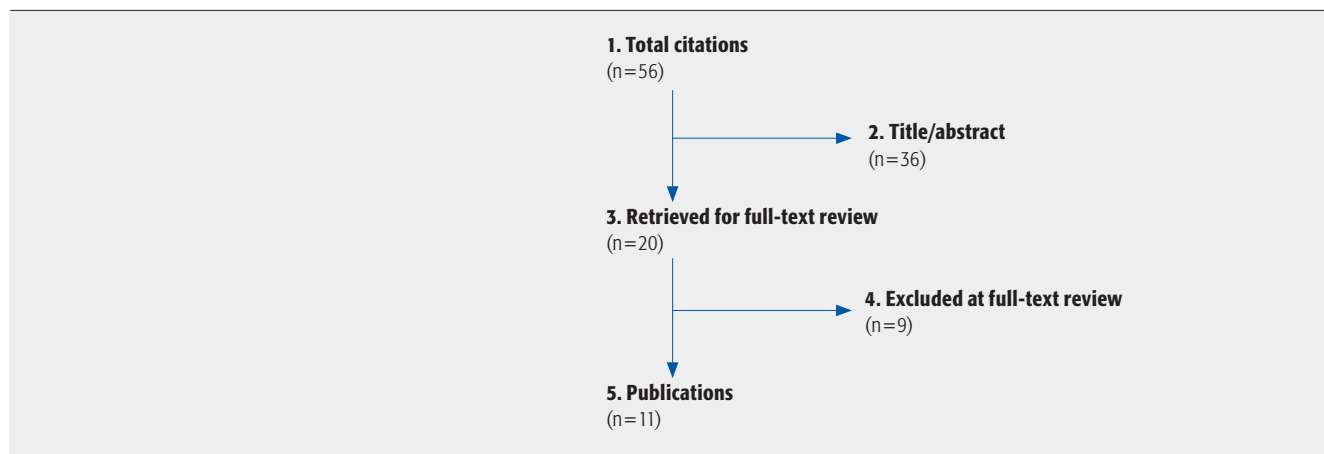 1. Total citations
(n=56)
2. Title/abstract
(n=36)
3. Retrieved for full-text review
(n=20)
4. Excluded at full-text review
(n=9)
5. Publications
(n=11)